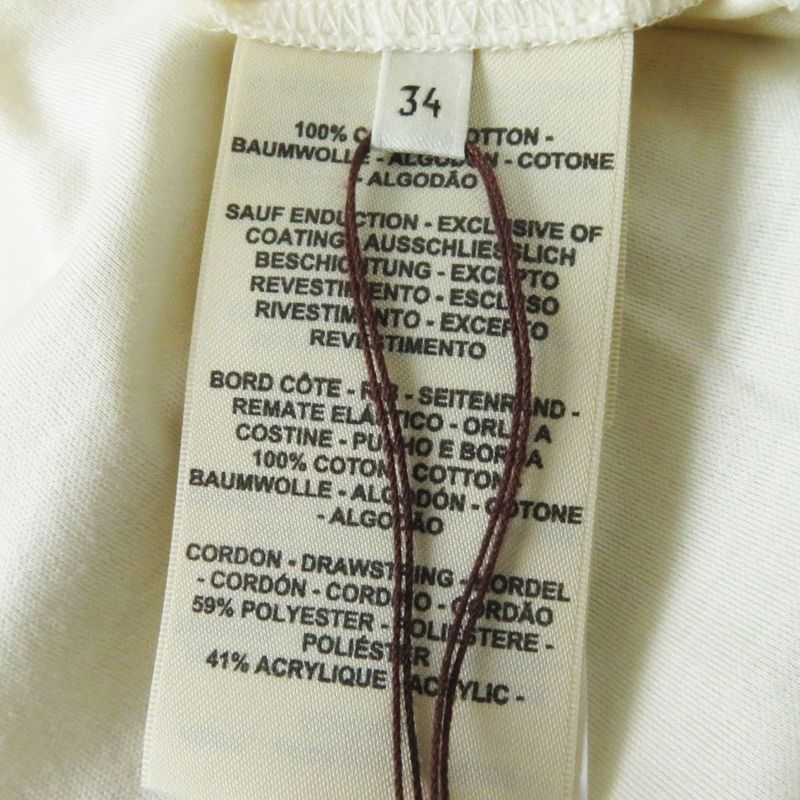 34
100% COTTON -
BAUMWOLLE - ALGODÓN - COTONE
- ALGODÃO
SAUF ENDUCTION - EXCLUSIVE OF
COATING - AUSSCHLIESSLICH
BESCHICHTUNG - EXCEPTO
REVESTIMENTO - ESCLUSO
RIVESTIMENTO - EXCEPTO
REVESTIMENTO
BORD CÔTE - RIB - SEITENRAND -
REMATE ELÁSTICO - ORLA A
COSTINE - PUNHO E BORDA
100% COTON - COTTON -
BAUMWOLLE - ALGODÓN - COTONE
- ALGODÃO
CORDON - DRAWSTRING - KORDEL
- CORDÓN - CORDINO - CORDÃO
59% POLYESTER - POLIESTERE -
POLIÉSTER
41% ACRYLIQUE - ACRYLIC -